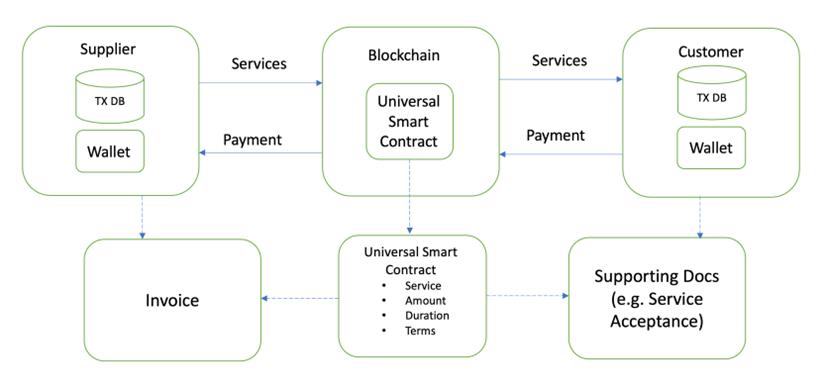 Supplier
TX DB
Wallet
Services
Payment
Blockchain
Universal
Smart
Contract
Services
Payment
Customer
TX DB
Wallet
Invoice
Universal Smart
Contract
• Service
• Amount
• Duration
• Terms
Supporting Docs
(e.g. Service
Acceptance)